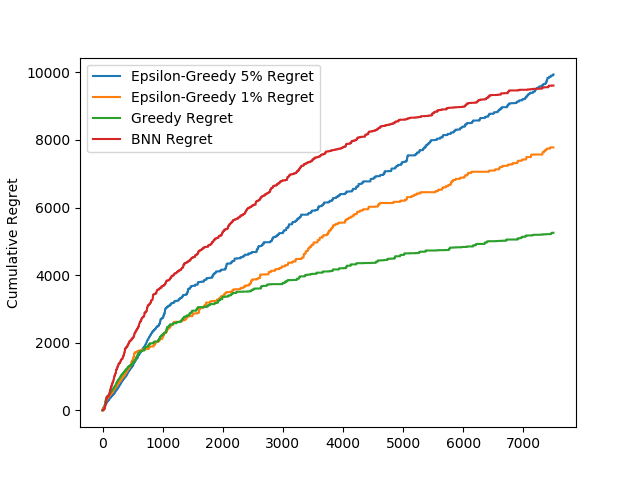 Epsilon-Greedy 5% Regret
Epsilon-Greedy 1% Regret
Greedy Regret
BNN Regret
Cumulative Regret
10000
8000
6000
4000
2000
0
0 1000 2000 3000 4000 5000 6000 7000